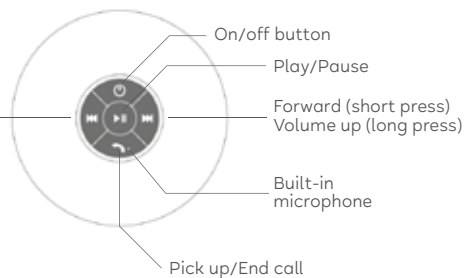 On/off button
Play/Pause
Forward (short press)
Volume up (long press)
Built-in
microphone
Pick up/End call